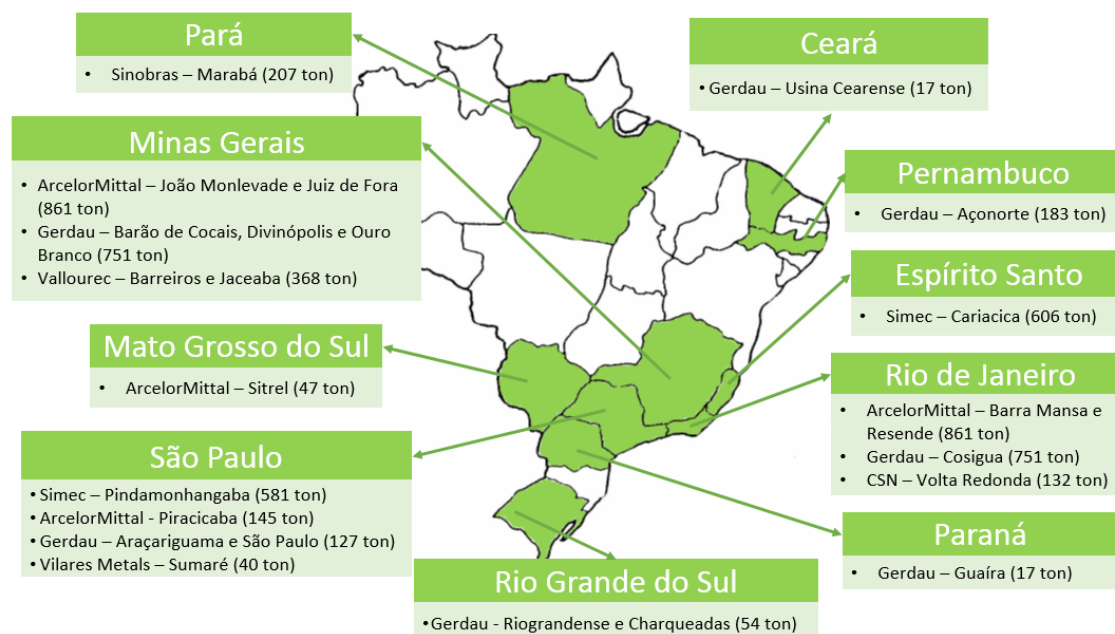 Pará
• Sinobras – Marabá (207 ton)
Ceará
• Gerdau – Usina Cearense (17 ton)
Minas Gerais
• ArcelorMittal – João Monlevade e Juiz de Fora
(861 ton)
• Gerdau – Barão de Cocais, Divinópolis e Ouro
Branco (751 ton)
• Vallourec – Barreiros e Jaceaba (368 ton)
Pernambuco
• Gerdau – Açonorte (183 ton)
Espírito Santo
• Simec – Cariacica (606 ton)
Mato Grosso do Sul
• ArcelorMittal – Sitrel (47 ton)
Rio de Janeiro
• ArcelorMittal – Barra Mansa e
Resende (861 ton)
• Gerdau – Cosigua (751 ton)
• CSN – Volta Redonda (132 ton)
São Paulo
• Simec – Pindamonhangaba (581 ton)
• ArcelorMittal - Piracicaba (145 ton)
• Gerdau – Araçariguama e São Paulo (127 ton)
• Vilares Metals – Sumaré (40 ton)
Paraná
• Gerdau – Guaíra (17 ton)
Rio Grande do Sul
• Gerdau - Riograndense e Charqueadas (54 ton)